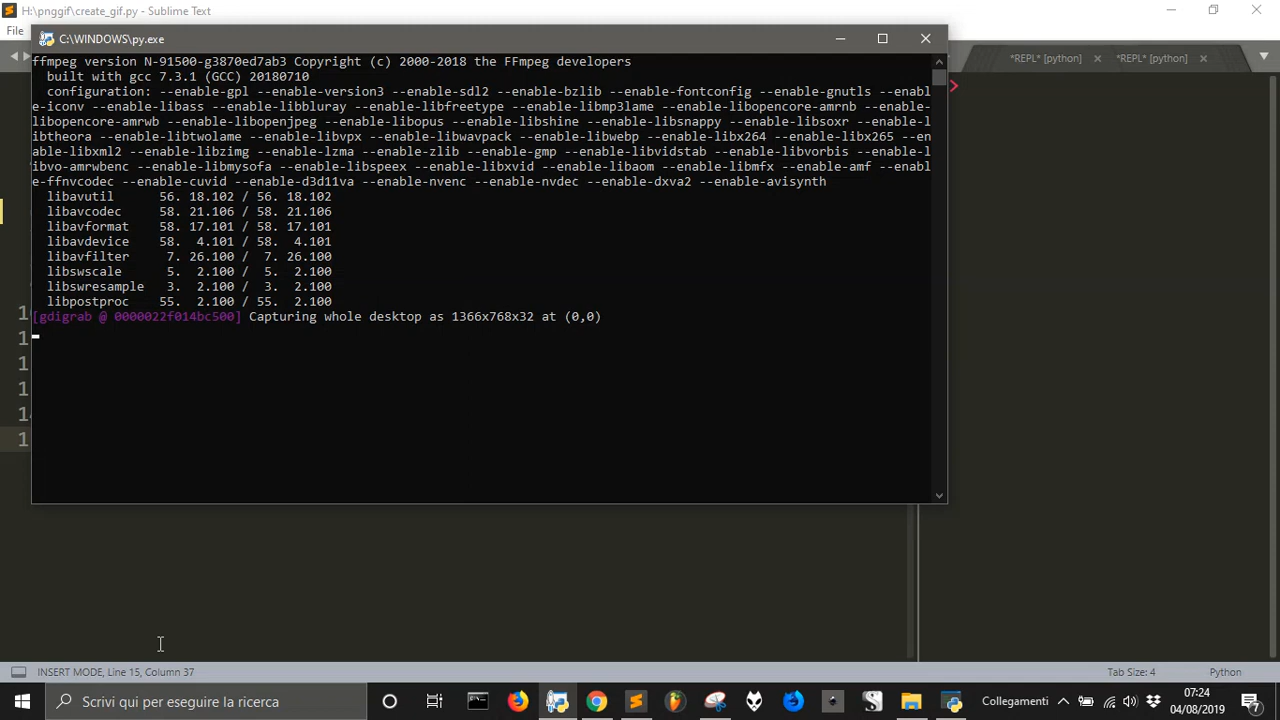 H:\pnggif\create_gif.py - Sublime Text
File
*REPL* [python]
*REPL* [python]
C:\WINDOWS\py.exe
ffmpeg version N-91500-g3870ed7ab3 Copyright (c) 2000-2018 the FFmpeg developers
built with gcc 7.3.1 (GCC) 20180710
configuration: --enable-gpl --enable-version3 --enable-sdl2 --enable-bzlib --enable-fontconfig --enable-gnutls --enabl
e-iconv --enable-libass --enable-libbluray --enable-libfreetype --enable-libmp3lame --enable-libopencore-amrnb --enable-
libopencore-amrwb --enable-libopenjpeg --enable-libopus --enable-libshine --enable-libsnappy --enable-libsoxr --enable-l
ibtheora --enable-libtwolame --enable-libvpx --enable-libwavpack --enable-libwebp --enable-libx264 --enable-libx265 --en
able-libxml2 --enable-libzimg --enable-lzma --enable-zlib --enable-gmp --enable-libvidstab --enable-libvorbis --enable-l
ibvo-amrwbenc --enable-libmysofa --enable-libspeex --enable-libxvid --enable-libaom --enable-libmfx --enable-amf --enabl
e-ffnvcodec --enable-cuvid --enable-d3d11va --enable-nvenc --enable-nvdec --enable-dxva2 --enable-avisynth
libavutil 56. 18.102 / 56. 18.102
libavcodec 58. 21.106 / 58. 21.106
libavformat 58. 17.101 / 58. 17.101
libavdevice 58. 4.101 / 58. 4.101
libavfilter 7. 26.100 / 7. 26.100
libswscale 5. 2.100 / 5. 2.100
libswresample 3. 2.100 / 3. 2.100
libpostproc 55. 2.100 / 55. 2.100
[gdigrab @ 0000022f014bc500] Capturing whole desktop as 1366x768x32 at (0,0)
INSERT MODE, Line 15, Column 37
Tab Size: 4
Python
Scrivi qui per eseguire la ricerca
Collegamenti
07:24
04/08/2019
7